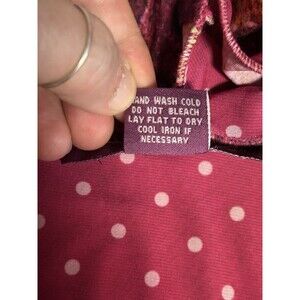 HAND WASH COLD
DO NOT BLEACH
LAY FLAT TO DRY
COOL IRON IF
NECESSARY